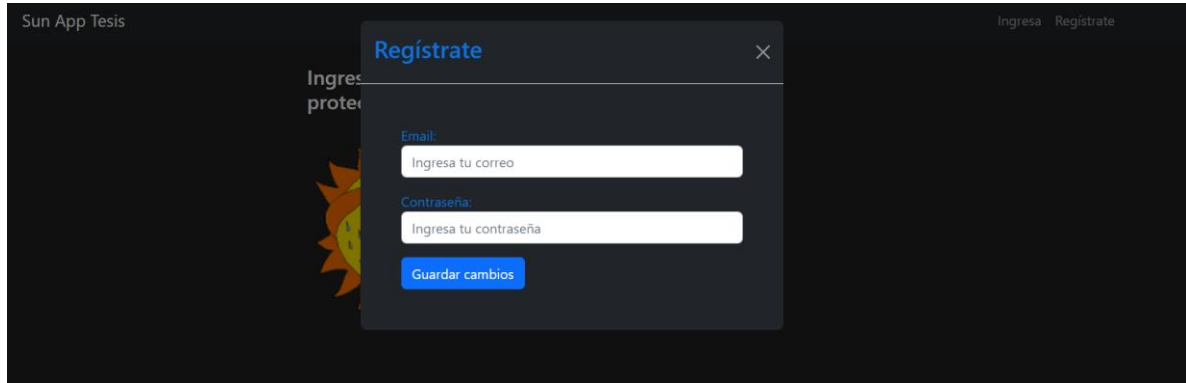 Sun App Tesis
Ingresa Regístrate
Regístrate
Email:
Ingresa tu correo
Contraseña:
Ingresa tu contraseña
Guardar cambios